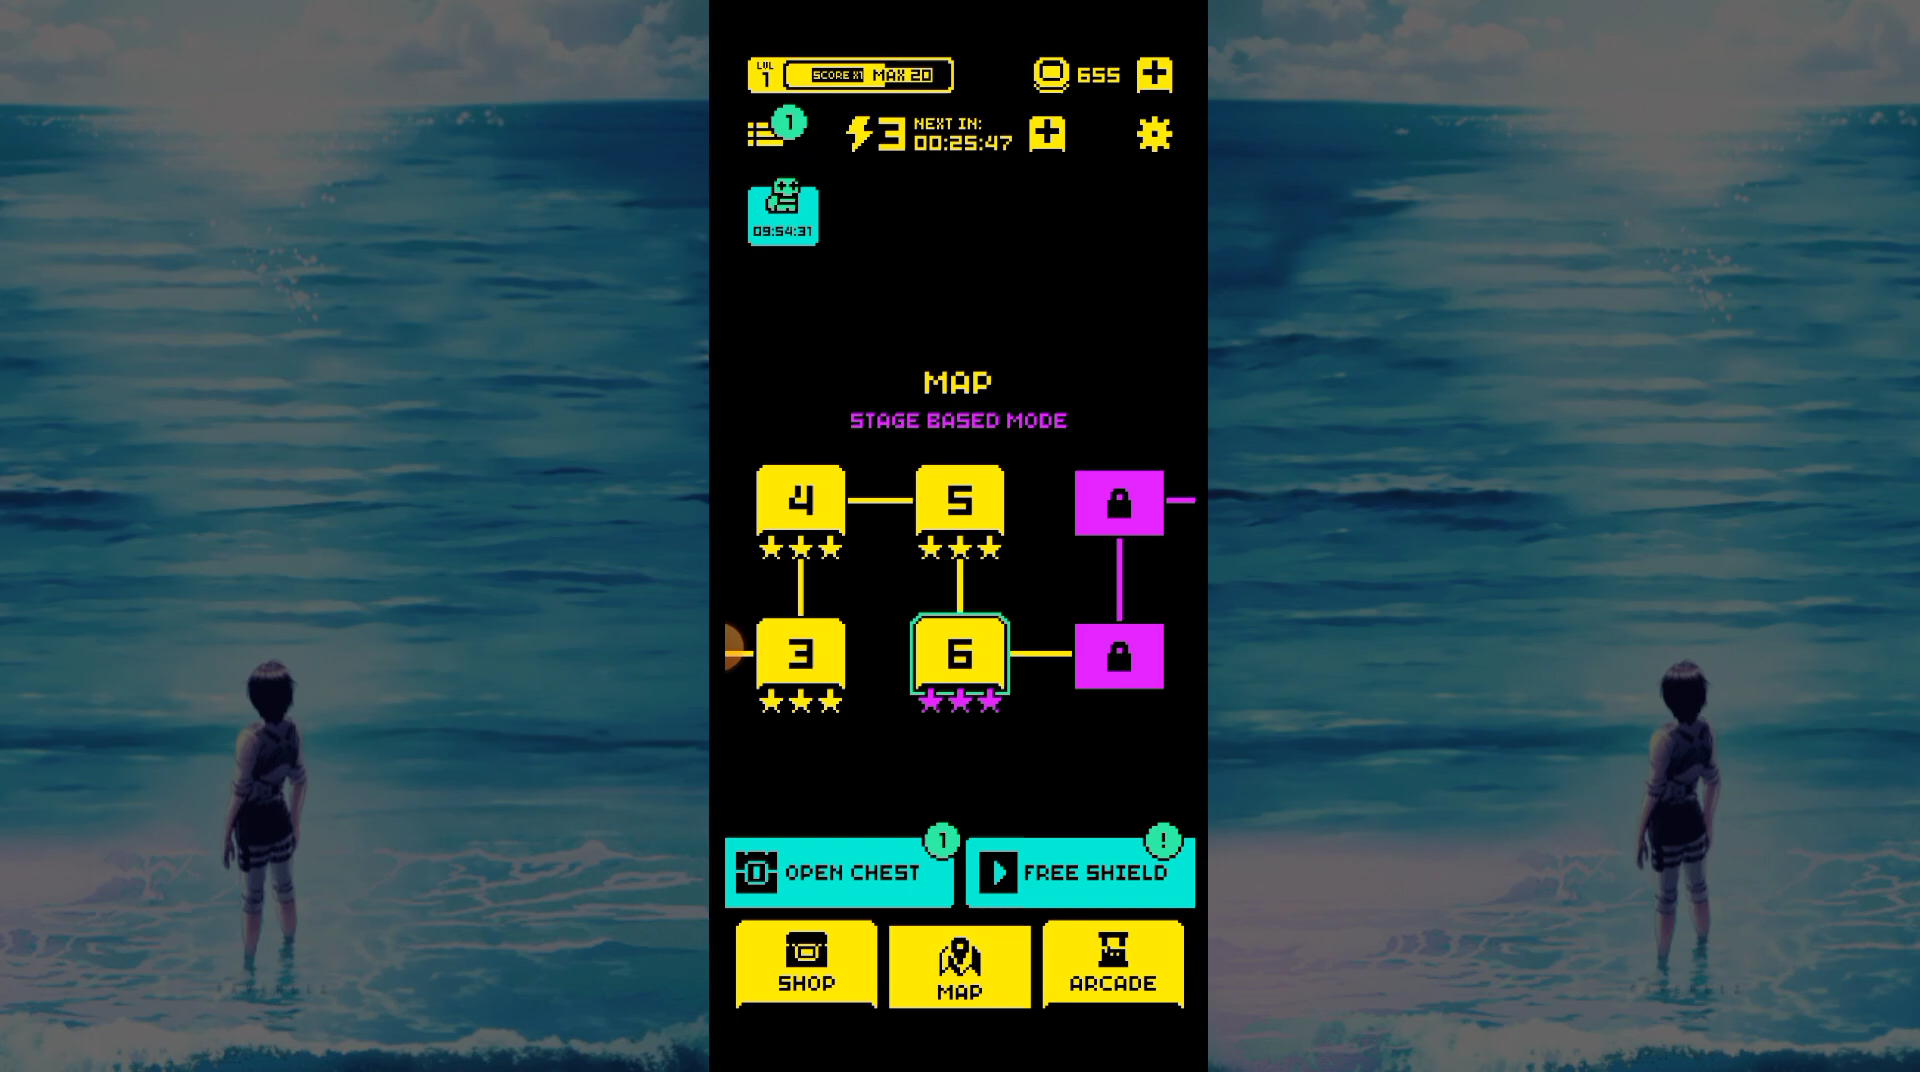 LVL
1
SCORE X1 MAX 20
655
1
3
NEXT IN:
00:25:47
09:54:31
MAP
STAGE BASED MODE
4
5
3
6
OPEN CHEST
1
FREE SHIELD
!
SHOP
MAP
ARCADE